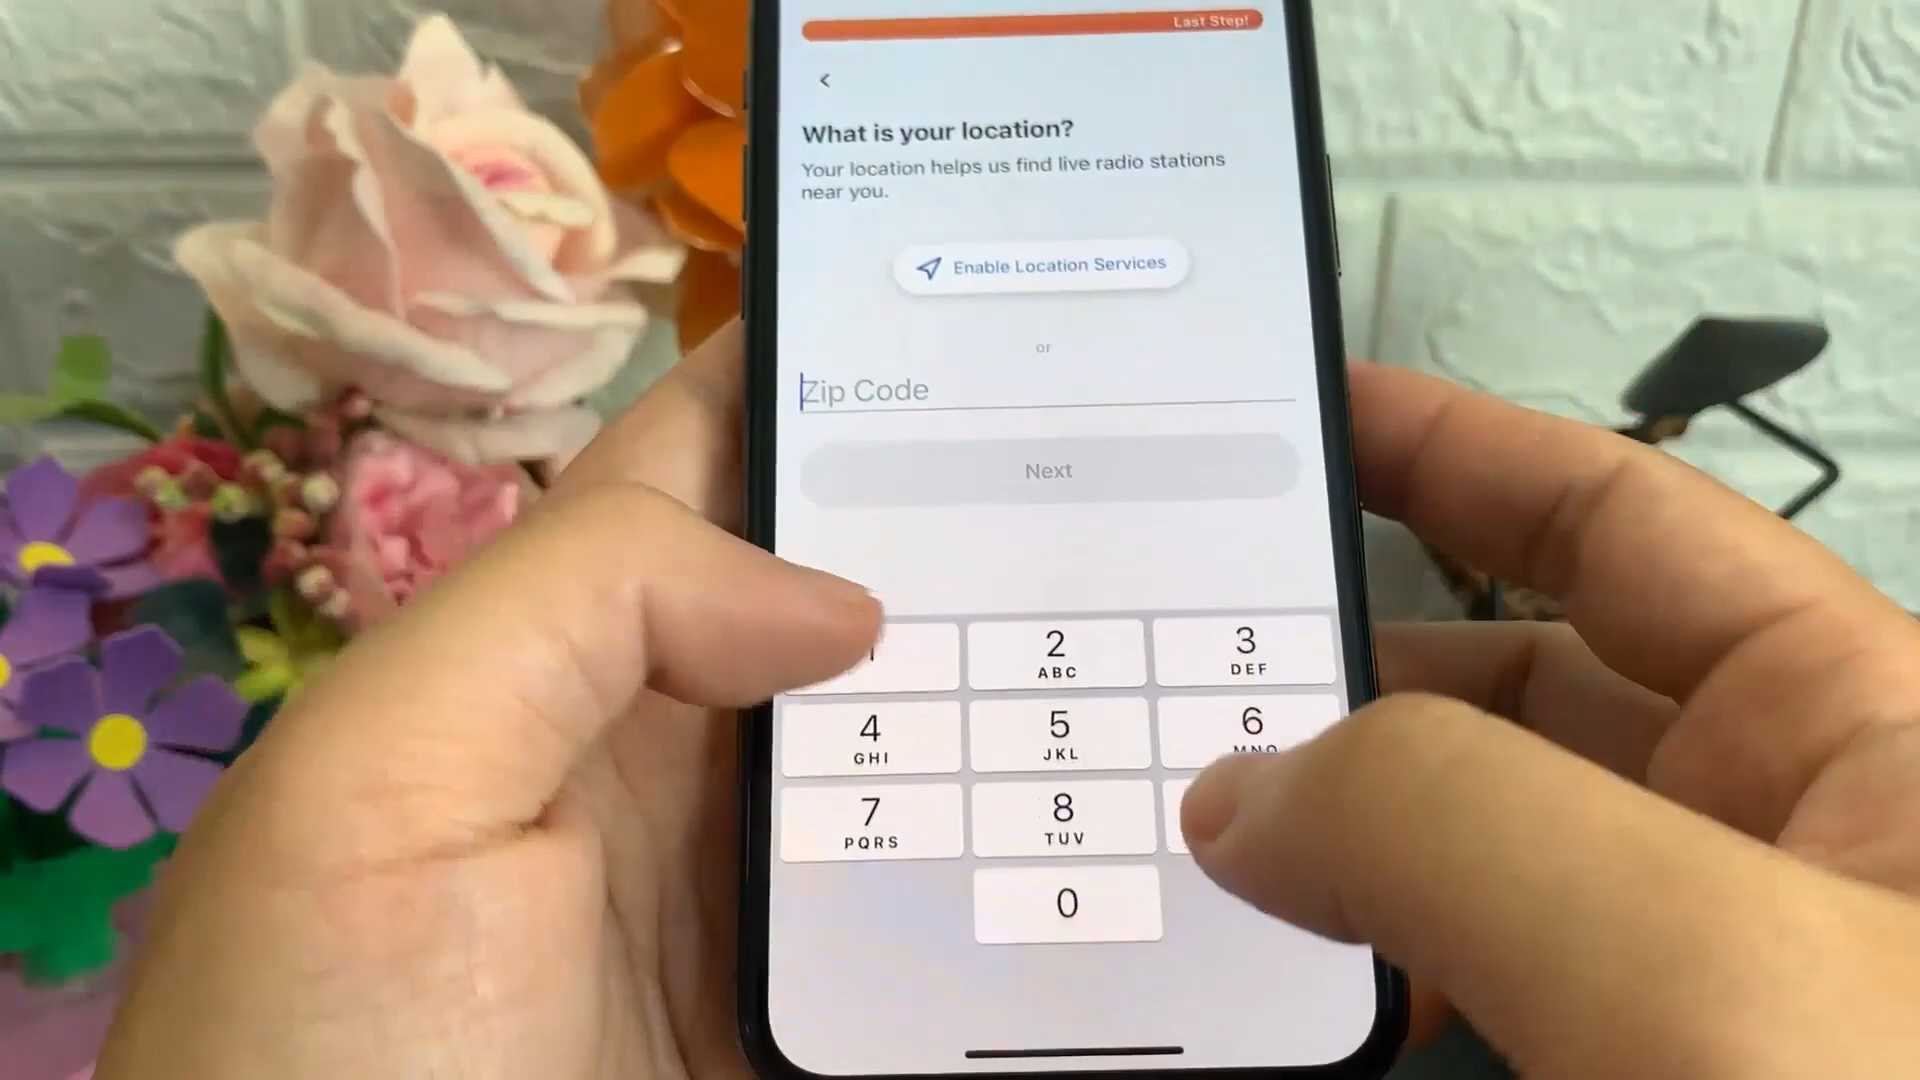 Last Step!
<
What is your location?
Your location helps us find live radio stations
near you.
Enable Location Services
or
Zip Code
Next
2
ABC
3
DEF
4
GHI
5
JKL
6
MNO
7
PQRS
8
TUV
0